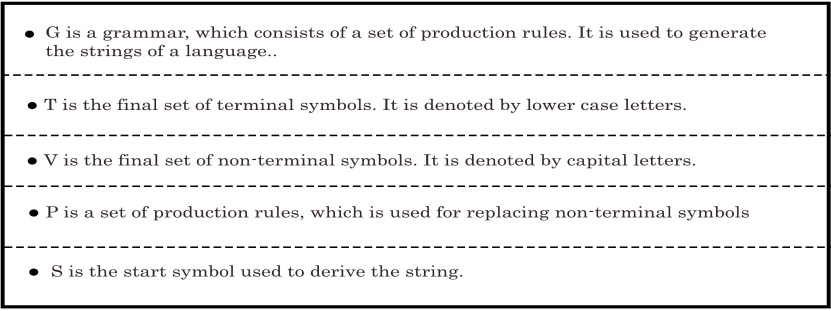 • G is a grammar, which consists of a set of production rules. It is used to generate
the strings of a language..
• T is the final set of terminal symbols. It is denoted by lower case letters.
• V is the final set of non-terminal symbols. It is denoted by capital letters.
• P is a set of production rules, which is used for replacing non-terminal symbols
• S is the start symbol used to derive the string.